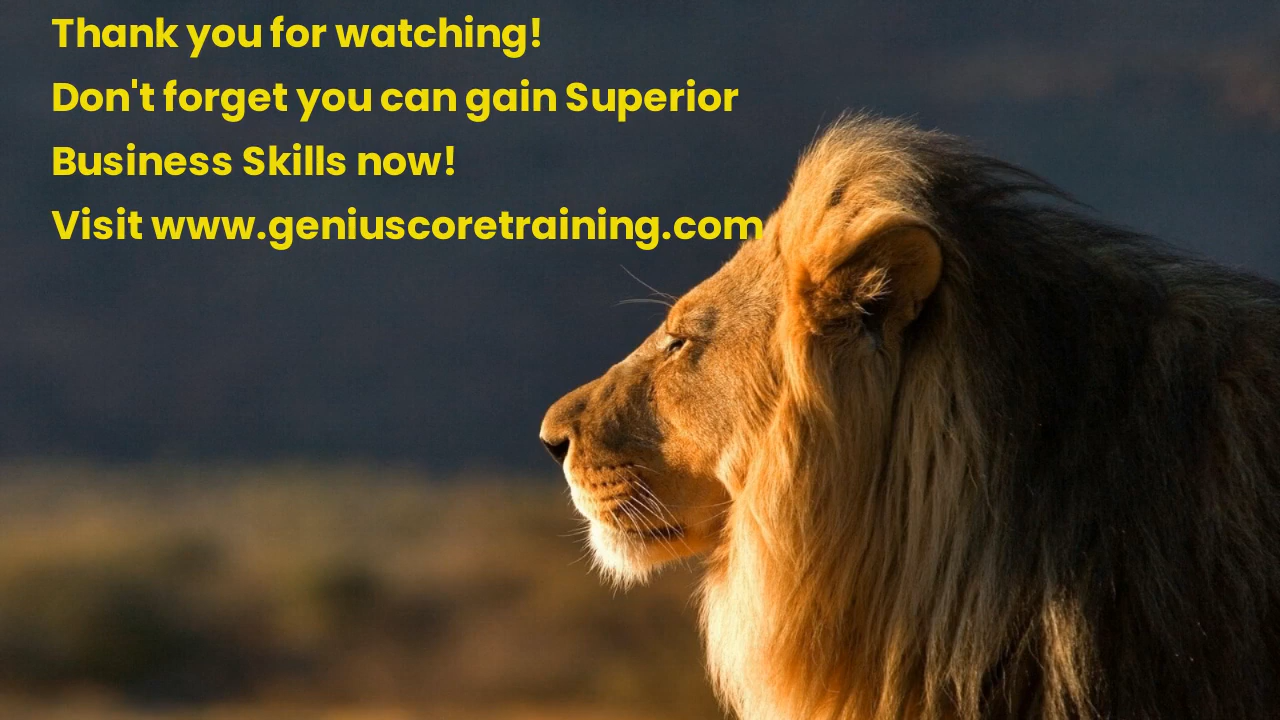 Thank you for watching!
Don't forget you can gain Superior
Business Skills now!
Visit www.geniuscoretraining.com